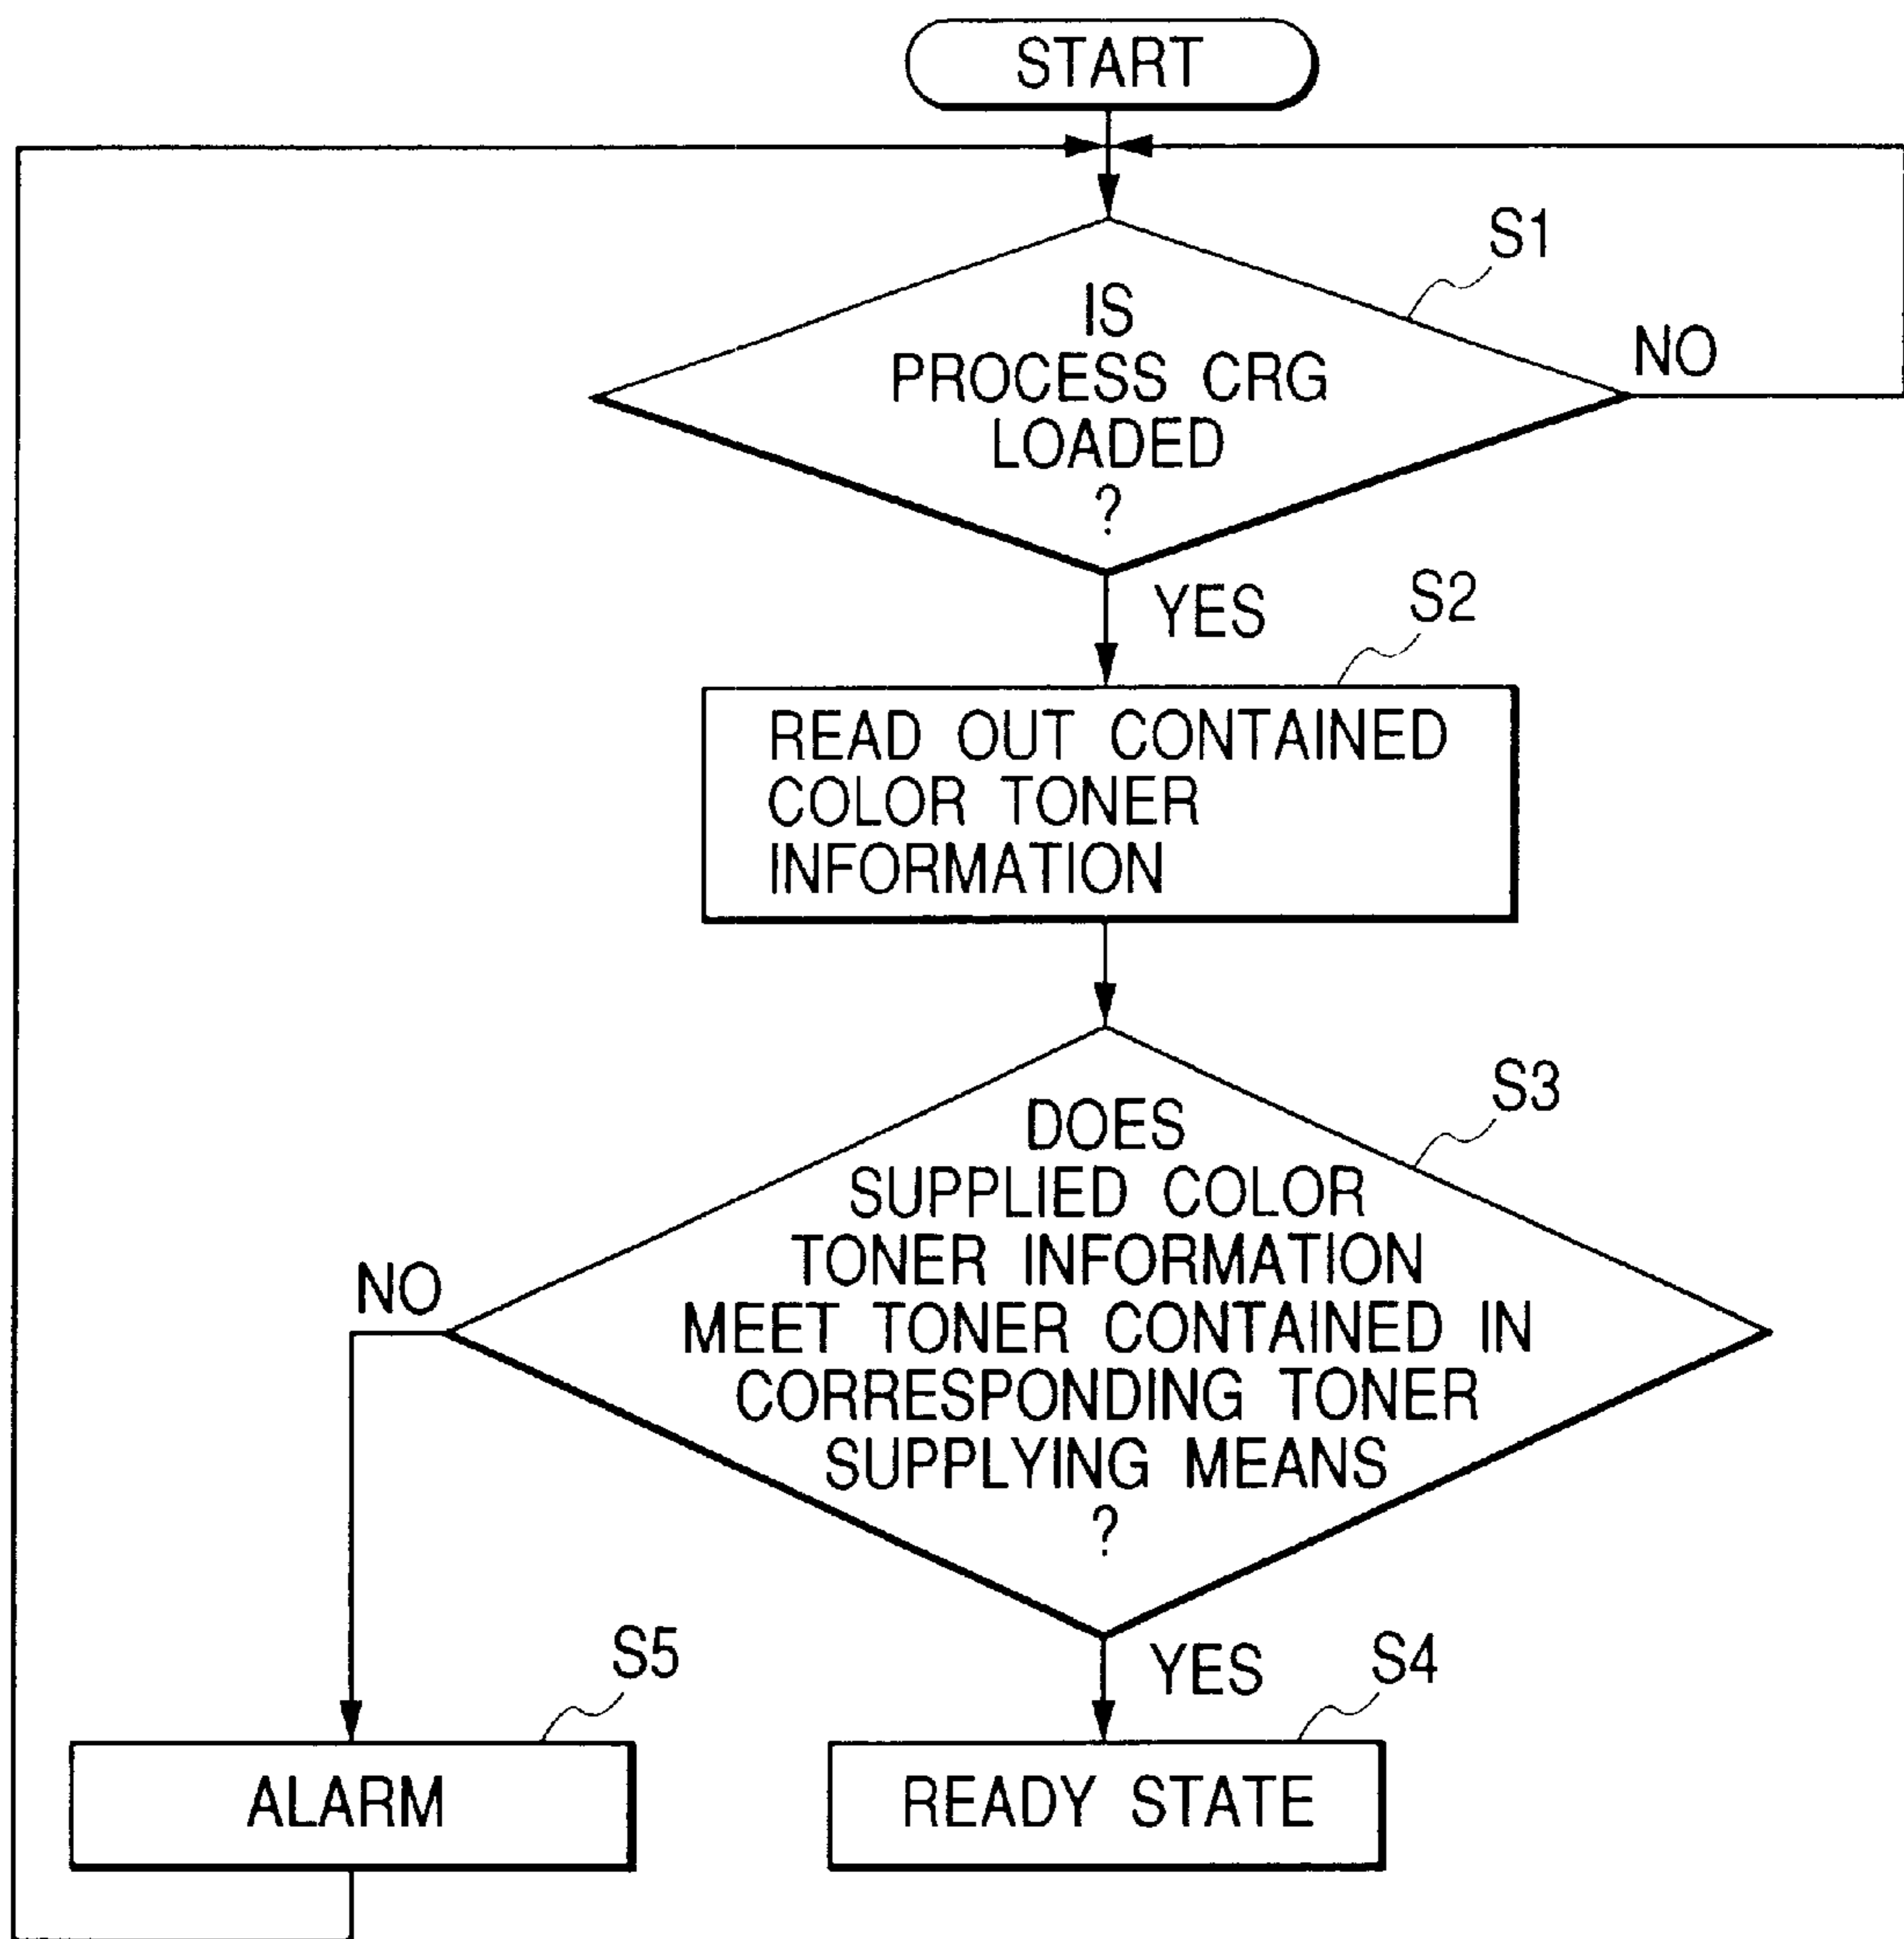 START
S1
IS
PROCESS CRG
LOADED
?
NO
YES
S2
READ OUT CONTAINED
COLOR TONER
INFORMATION
S3
DOES
SUPPLIED COLOR
TONER INFORMATION
MEET TONER CONTAINED IN
CORRESPONDING TONER
SUPPLYING MEANS
?
NO
YES
S5
S4
ALARM
READY STATE